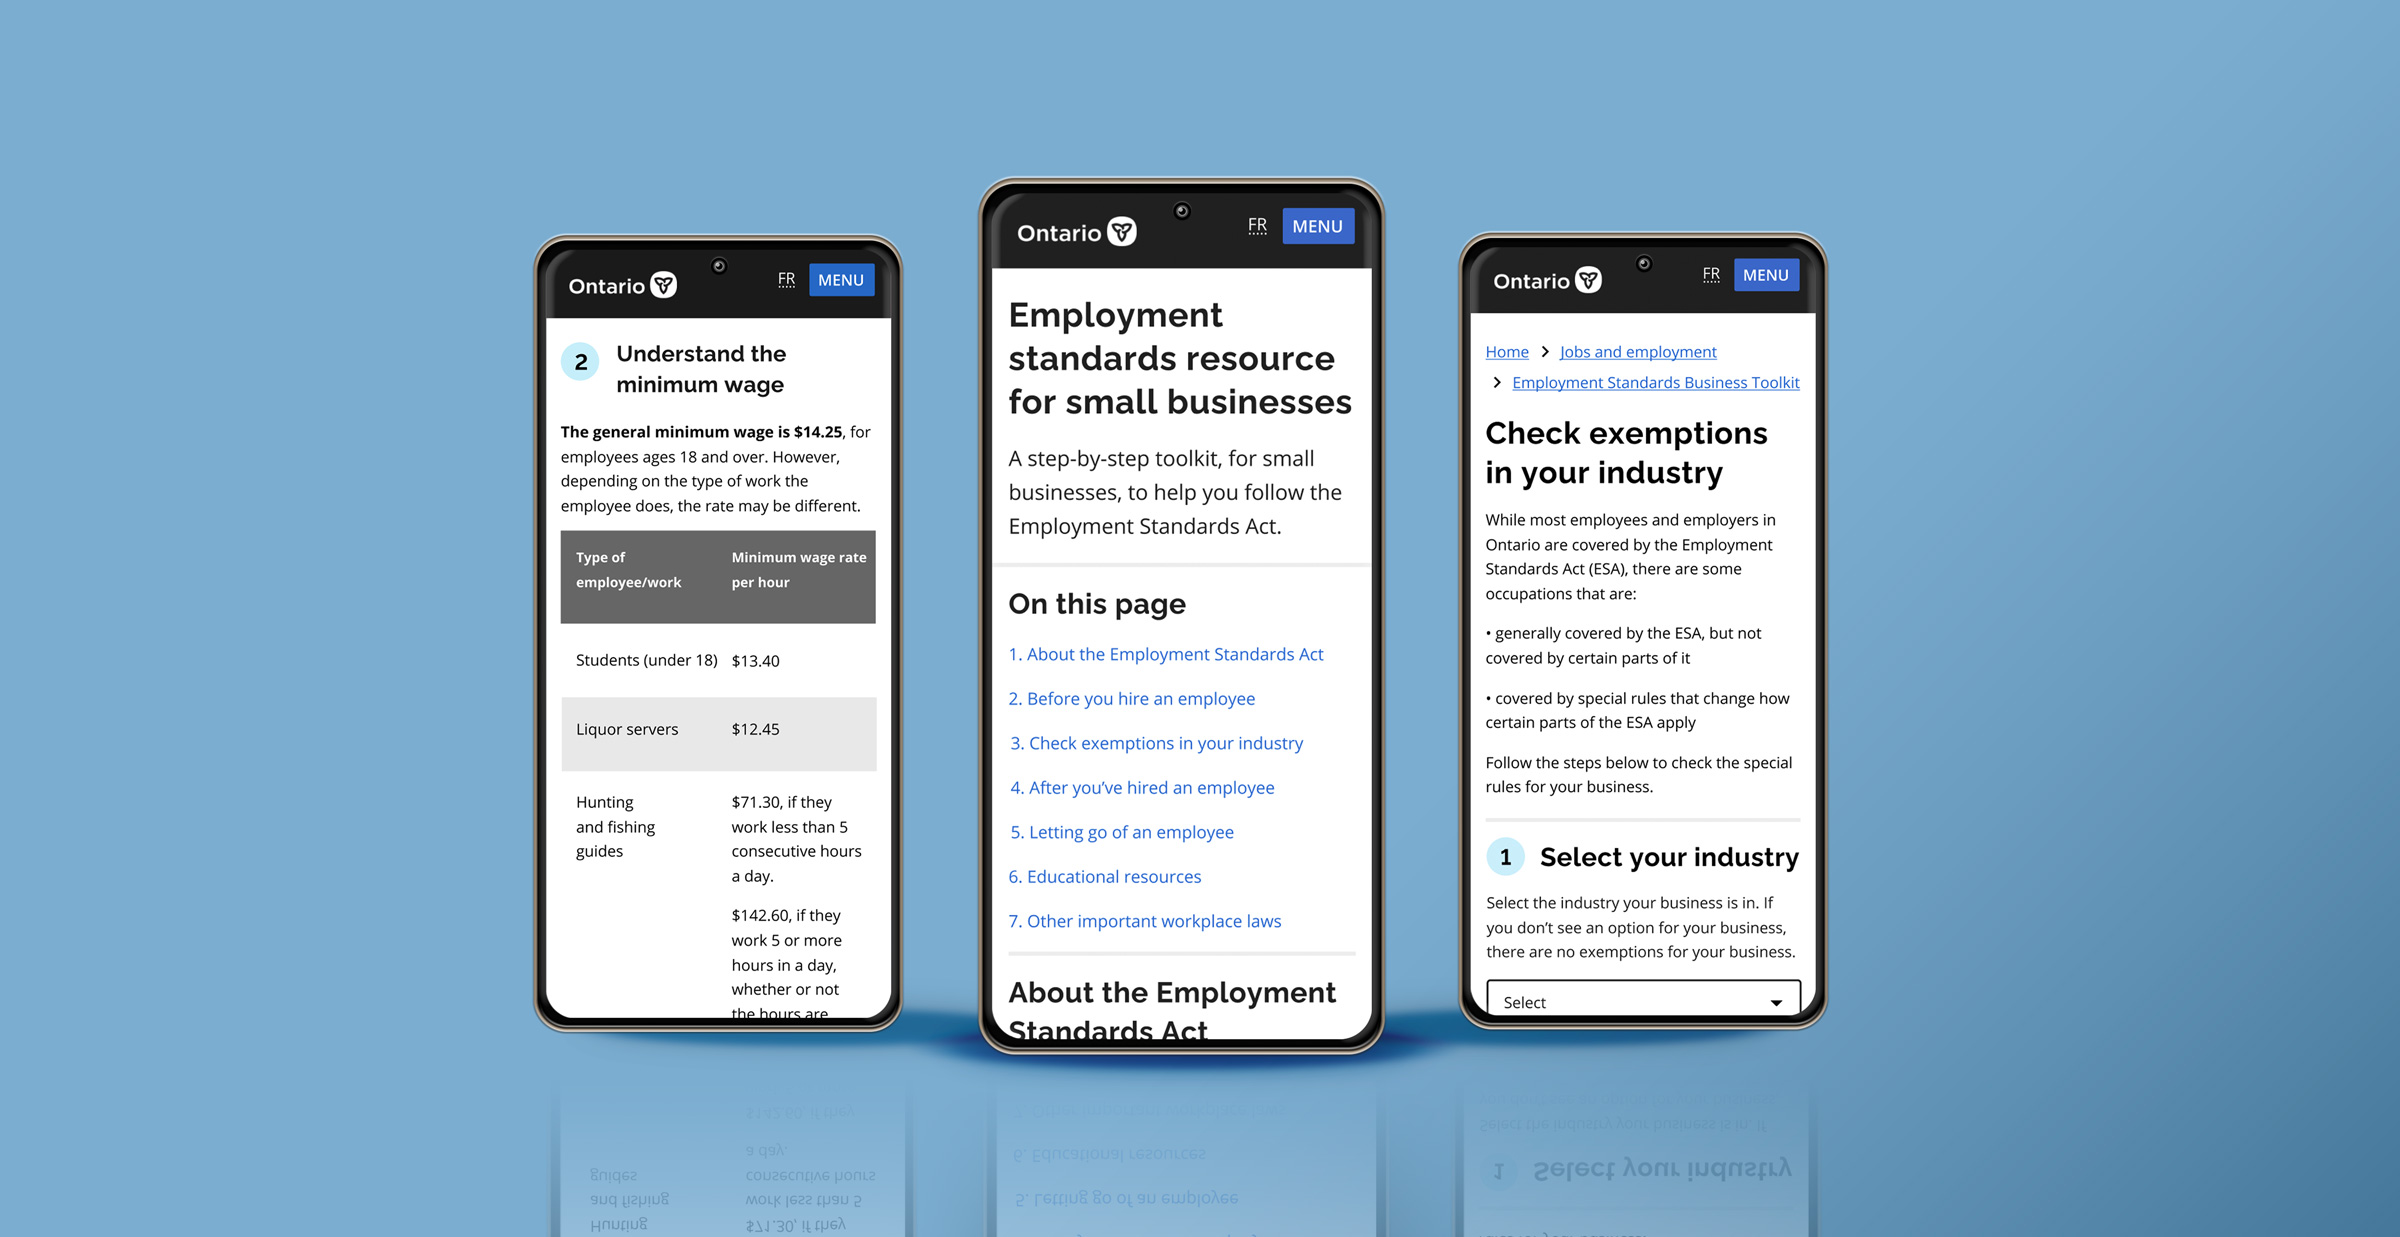 Ontario
FR
MENU
2
Understand the
minimum wage
The general minimum wage is $14.25, for
employees ages 18 and over. However,
depending on the type of work the
employee does, the rate may be different.
Type of
employee/work
Minimum wage rate
per hour
Students (under 18)
$13.40
Liquor servers
$12.45
Hunting
and fishing
guides
$71.30, if they
work less than 5
consecutive hours
a day.
$142.60, if they
work 5 or more
hours in a day,
whether or not
the hours are
Ontario
FR
MENU
Employment
standards resource
for small businesses
A step-by-step toolkit, for small
businesses, to help you follow the
Employment Standards Act.
On this page
1. About the Employment Standards Act
2. Before you hire an employee
3. Check exemptions in your industry
4. After you’ve hired an employee
5. Letting go of an employee
6. Educational resources
7. Other important workplace laws
About the Employment
Standards Act
Ontario
FR
MENU
Home > Jobs and employment
> Employment Standards Business Toolkit
Check exemptions
in your industry
While most employees and employers in
Ontario are covered by the Employment
Standards Act (ESA), there are some
occupations that are:
• generally covered by the ESA, but not
covered by certain parts of it
• covered by special rules that change how
certain parts of the ESA apply
Follow the steps below to check the special
rules for your business.
1
Select your industry
Select the industry your business is in. If
you don’t see an option for your business,
there are no exemptions for your business.
Select